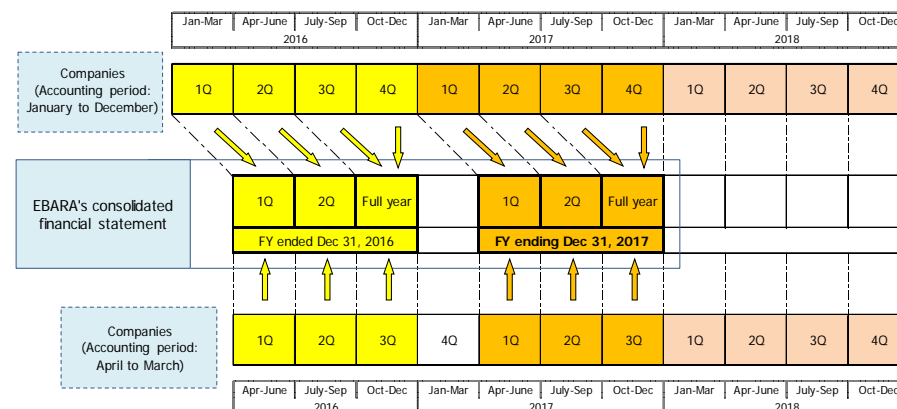 Jan-Mar Apr-June July-Sep Oct-Dec Jan-Mar Apr-June July-Sep Oct-Dec Jan-Mar Apr-June July-Sep Oct-Dec
2016 2017 2018
Companies
(Accounting period:
January to December)
1Q 2Q 3Q 4Q 1Q 2Q 3Q 4Q 1Q 2Q 3Q 4Q
EBARA's consolidated
financial statement
1Q 2Q Full year 1Q 2Q Full year
FY ended Dec 31, 2016 FY ending Dec 31, 2017
Companies
(Accounting period:
April to March)
1Q 2Q 3Q 4Q 1Q 2Q 3Q 1Q 2Q 3Q 4Q
Apr-June July-Sep Oct-Dec Jan-Mar Apr-June July-Sep Oct-Dec Jan-Mar Apr-June July-Sep Oct-Dec
2016 2017 2018